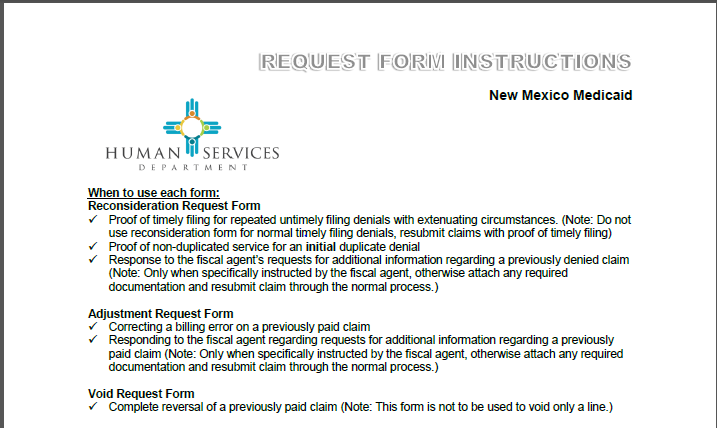 REQUEST FORM INSTRUCTIONS
New Mexico Medicaid
HUMAN SERVICES
DEPARTMENT
When to use each form:
Reconsideration Request Form
✓ Proof of timely filing for repeated untimely filing denials with extenuating circumstances. (Note: Do not
use reconsideration form for normal timely filing denials, resubmit claims with proof of timely filing)
✓ Proof of non-duplicated service for an initial duplicate denial
✓ Response to the fiscal agent's requests for additional information regarding a previously denied claim
(Note: Only when specifically instructed by the fiscal agent, otherwise attach any required
documentation and resubmit claim through the normal process.)
Adjustment Request Form
✓ Correcting a billing error on a previously paid claim
✓ Responding to the fiscal agent regarding requests for additional information regarding a previously
paid claim (Note: Only when specifically instructed by the fiscal agent, otherwise attach any required
documentation and resubmit claim through the normal process.)
Void Request Form
✓ Complete reversal of a previously paid claim (Note: This form is not to be used to void only a line.)